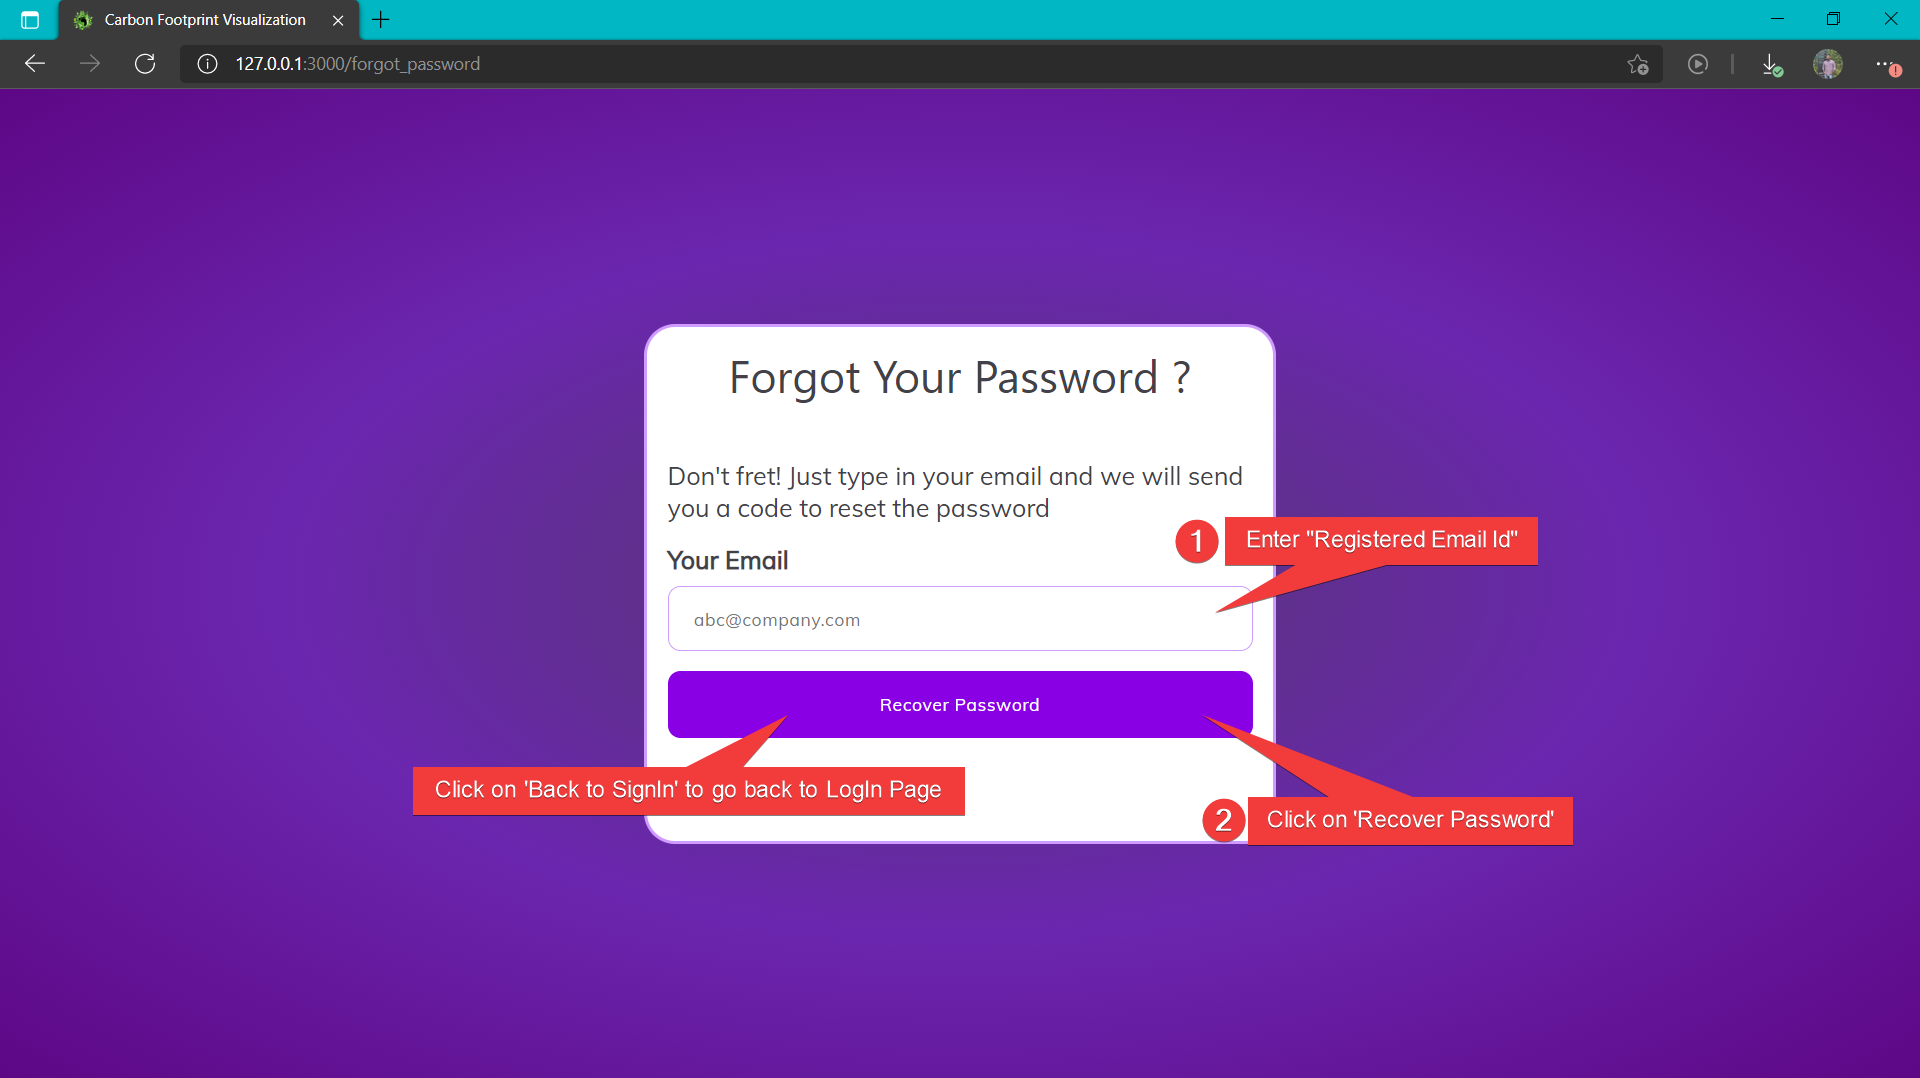 Carbon Footprint Visualization
127.0.0.1:3000/forgot_password
Forgot Your Password ?
Don't fret! Just type in your email and we will send
you a code to reset the password
1 Enter "Registered Email Id"
Your Email
abc@company.com
Recover Password
Click on 'Back to SignIn' to go back to LogIn Page
2 Click on 'Recover Password'